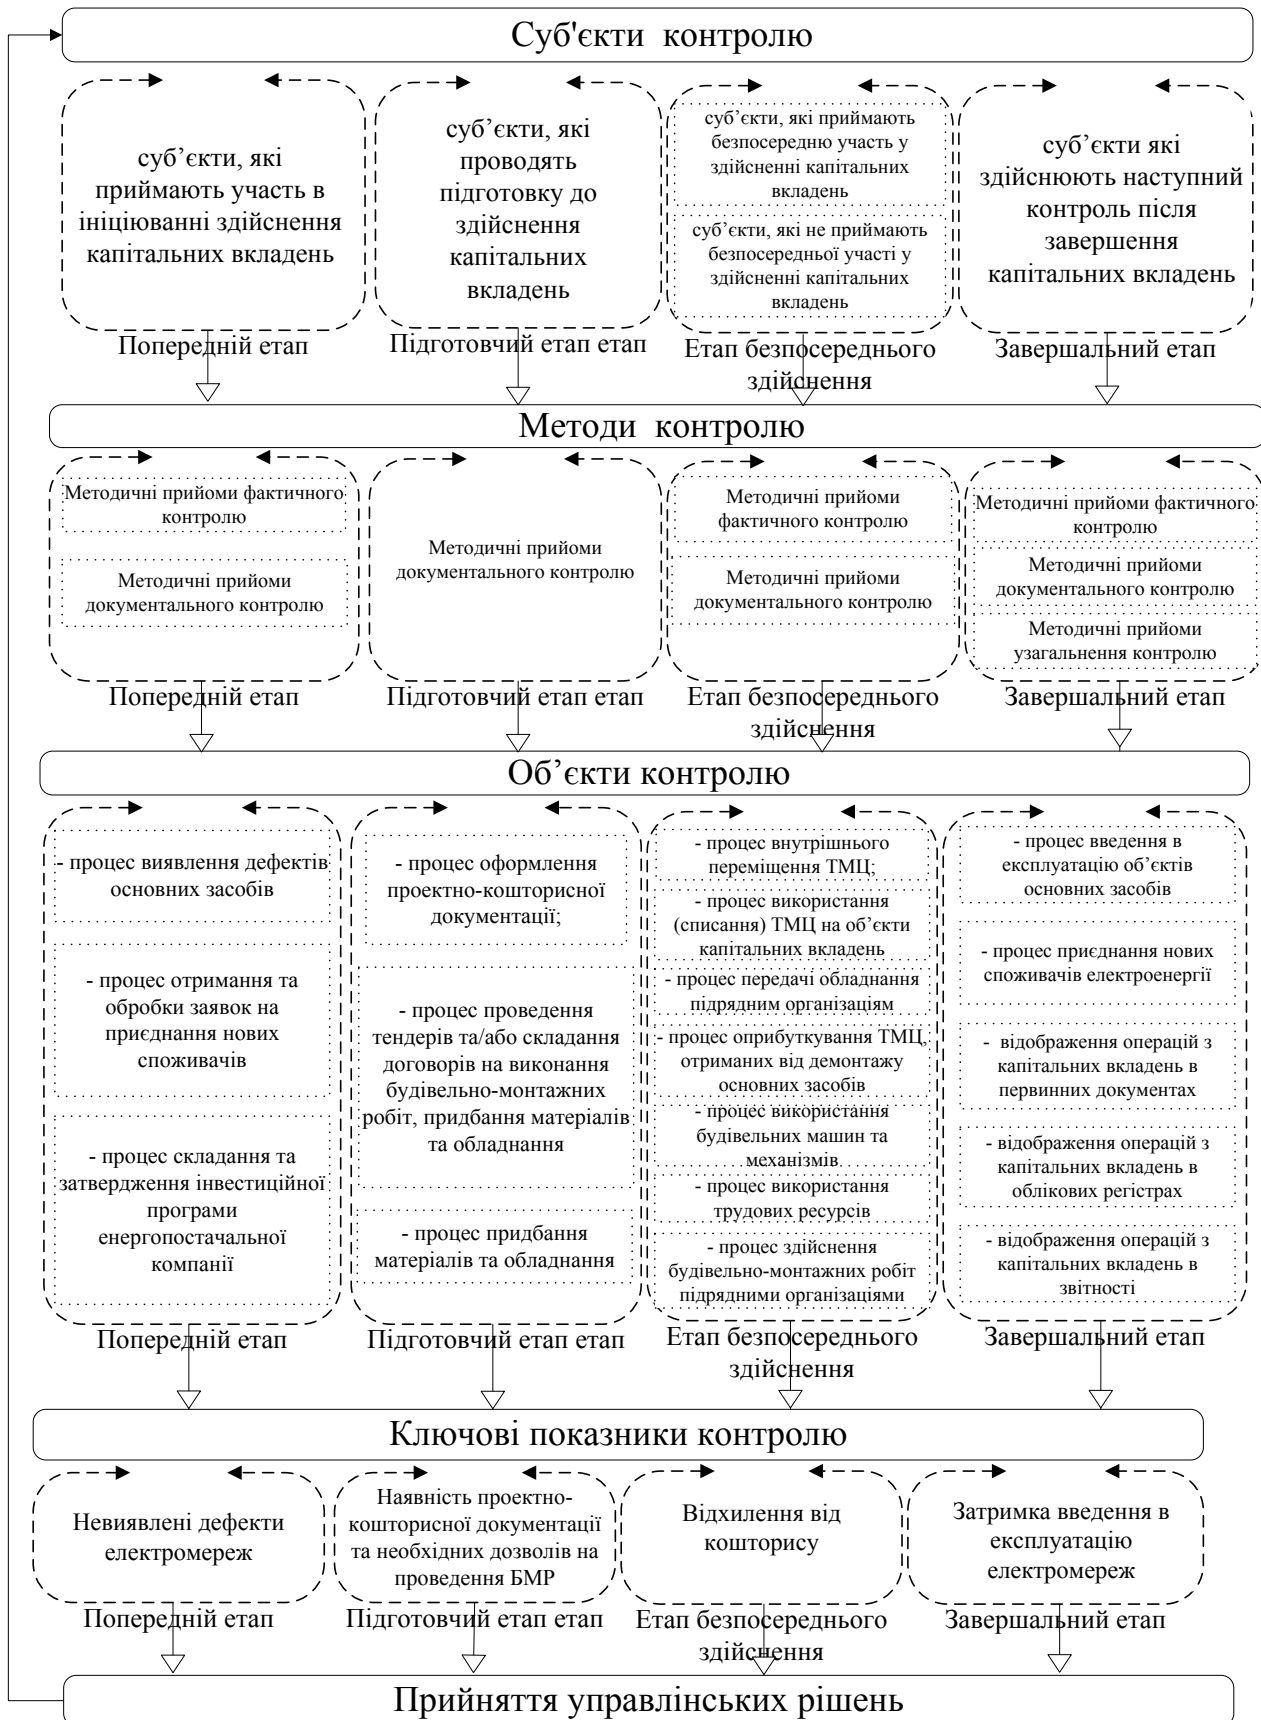 Суб'єкти контролю
суб’єкти, які
приймають участь в
ініціюванні здійснення
капітальних вкладень
Попередній етап
суб’єкти, які
проводять
підготовку до
здійснення
капітальних
вкладень
Підготовчий етап етап
суб’єкти, які приймають
безпосередню участь у
здійсненні капітальних
вкладень
суб’єкти, які не приймають
безпосередньої участі у
здійсненні капітальних
вкладень
Етап безпосереднього
здійснення
суб’єкти які
здійснюють наступний
контроль після
завершення
капітальних вкладень
Завершальний етап
Методи контролю
Методичні прийоми фактичного
контролю
Методичні прийоми
документального контролю
Попередній етап
Методичні прийоми
документального контролю
Підготовчий етап етап
Методичні прийоми
фактичного контролю
Методичні прийоми
документального контролю
Етап безпосереднього
здійснення
Методичні прийоми фактичного
контролю
Методичні прийоми
документального контролю
Методичні прийоми
узагальнення контролю
Завершальний етап
Об’єкти контролю
- процес виявлення дефектів
основних засобів
- процес отримання та
обробки заявок на
приєднання нових
споживачів
- процес складання та
затвердження інвестиційної
програми
енергопостачальної
компанії
Попередній етап
- процес оформлення
проектно-кошторисної
документації;
- процес проведення
тендерів та/або складання
договорів на виконання
будівельно-монтажних
робіт, придбання матеріалів
та обладнання
- процес придбання
матеріалів та обладнання
Підготовчий етап етап
- процес внутрішнього
переміщення ТМЦ;
- процес використання
(списання) ТМЦ на об’єкти
капітальних вкладень
- процес передачі обладнання
підрядним організаціям
- процес оприбуткування ТМЦ,
отриманих від демонтажу
основних засобів
- процес використання
будівельних машин та
механізмів
- процес використання
трудових ресурсів
- процес здійснення
будівельно-монтажних робіт
підрядними організаціями
Етап безпосереднього
здійснення
- процес введення в
експлуатацію об’єктів
основних засобів
- процес приєднання нових
споживачів електроенергії
- відображення операцій з
капітальних вкладень в
первинних документах
- відображення операцій з
капітальних вкладень в
облікових регістрах
- відображення операцій з
капітальних вкладень в
звітності
Завершальний етап
Ключові показники контролю
Невиявлені дефекти
електромереж
Попередній етап
Наявність проектно-
кошторисної документації
та необхідних дозволів на
проведення БМР
Підготовчий етап етап
Відхилення від
кошторису
Етап безпосереднього
здійснення
Затримка введення в
експлуатацію
електромереж
Завершальний етап
Прийняття управлінських рішень